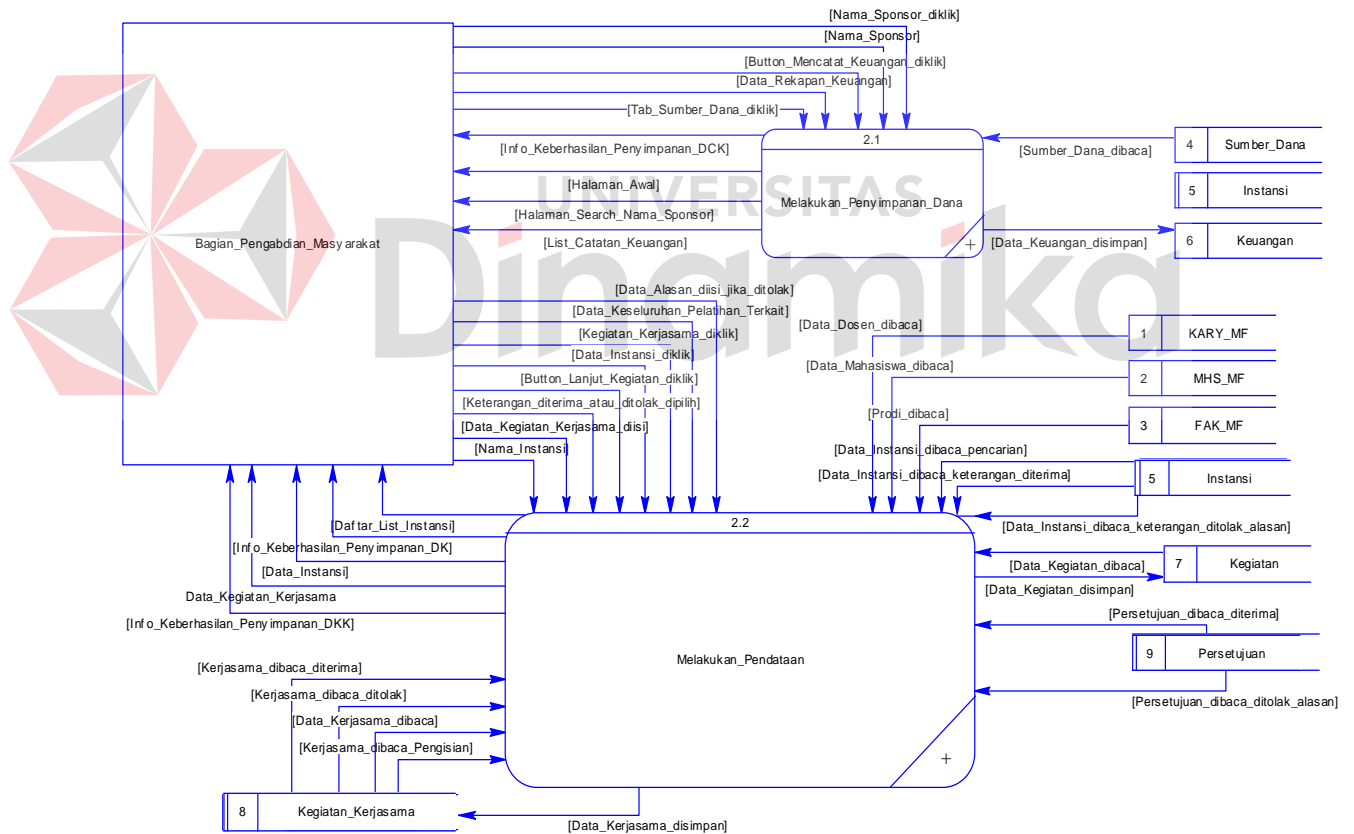 [Nama_Sponsor_diklik]
[Nama_Sponsor]
[Button_Mencatat_Keuangan_diklik]
[Data_Rekapan_Keuangan]
[Tab_Sumber_Dana_diklik]
[Info_Keberhasilan_Penyimpanan_DCK]
[Halaman_Awal]
[Halaman_Search_Nama_Sponsor]
[List_Catatan_Keuangan]
2.1
Melakukan_Penyimpanan_Dana
+
[Sumber_Dana_dibaca]
4 Sumber_Dana
5 Instansi
[Data_Keuangan_disimpan]
6 Keuangan
UNIVERSITAS
Dinamika
Bagian_Pengabdian_Masyarakat
[Data_Alasan_diisi_jika_ditolak]
[Data_Keseluruhan_Pelatihan_Terkait]
[Kegiatan_Kerjasama_diklik]
[Data_Instansi_diklik]
[Button_Lanjut_Kegiatan_diklik]
[Keterangan_diterima_atau_ditolak_dipilih]
[Data_Kegiatan_Kerjasama_diisi]
[Nama_Instansi]
[Data_Dosen_dibaca]
1 KARY_MF
[Data_Mahasiswa_dibaca]
2 MHS_MF
[Prodi_dibaca]
3 FAK_MF
[Data_Instansi_dibaca_pencarian]
[Data_Instansi_dibaca_keterangan_diterima]
5 Instansi
[Data_Instansi_dibaca_keterangan_ditolak_alasan]
[Daftar_List_Instansi]
[Info_Keberhasilan_Penyimpanan_DK]
[Data_Instansi]
Data_Kegiatan_Kerjasama
[Info_Keberhasilan_Penyimpanan_DKK]
2.2
Melakukan_Pendataan
+
[Data_Kegiatan_dibaca]
7 Kegiatan
[Data_Kegiatan_disimpan]
[Persetujuan_dibaca_diterima]
9 Persetujuan
[Persetujuan_dibaca_ditolak_alasan]
[Kerjasama_dibaca_diterima]
[Kerjasama_dibaca_ditolak]
[Data_Kerjasama_dibaca]
[Kerjasama_dibaca_Pengisian]
8 Kegiatan_Kerjasama
[Data_Kerjasama_disimpan]